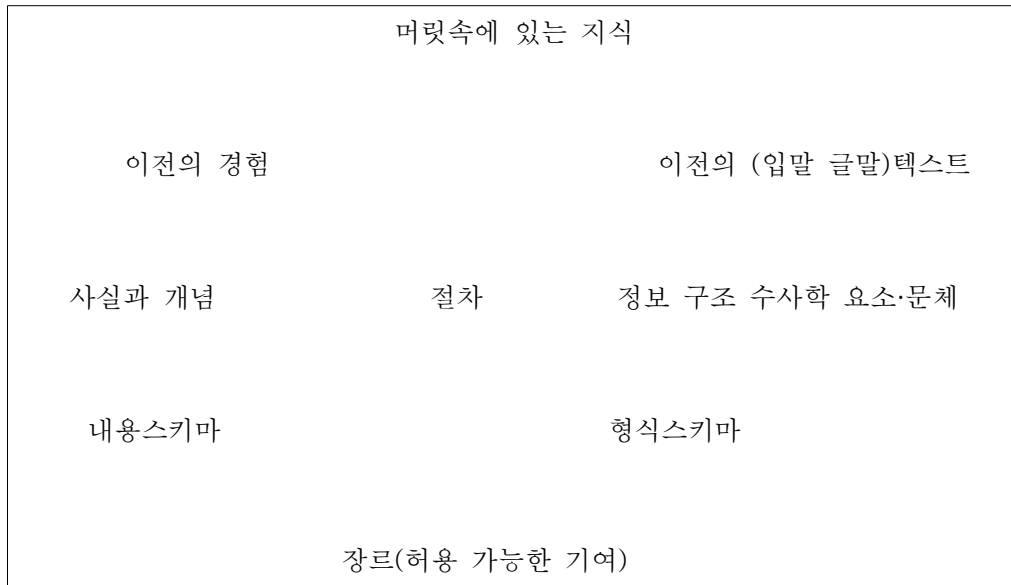 머릿속에 있는 지식
이전의 경험 이전의 (입말 글말)텍스트
사실과 개념 절차 정보 구조 수사학 요소·문체
내용스키마 형식스키마
장르(허용 가능한 기여)